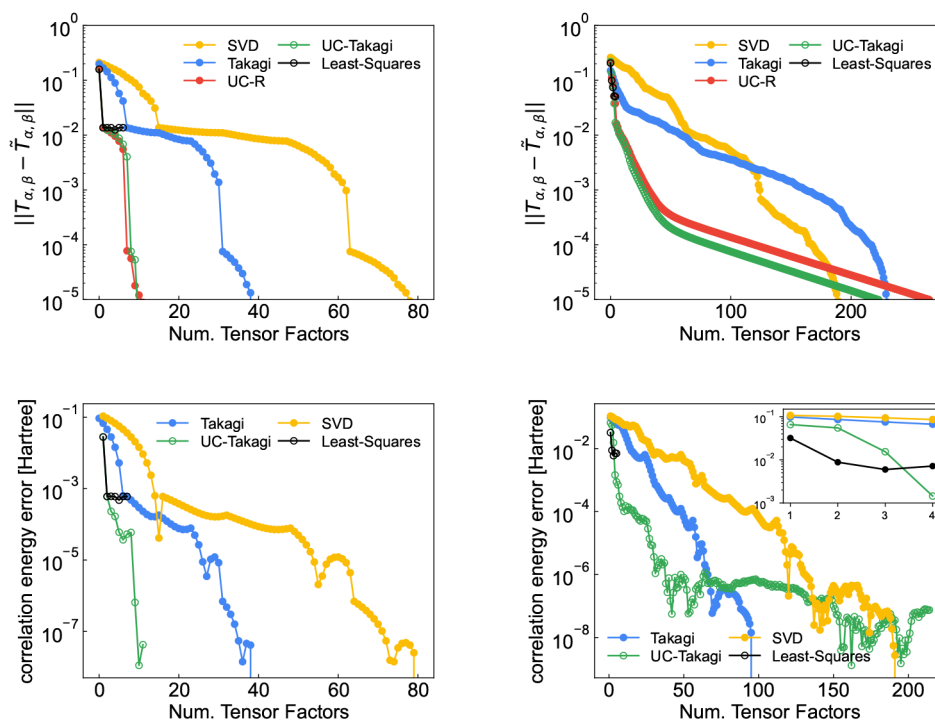 10^0
10^-1
10^-2
10^-3
10^-4
10^-5
||T_α,β − T̃_α,β||
SVD
Takagi
UC-R
UC-Takagi
Least-Squares
0 20 40 60 80
Num. Tensor Factors
10^0
10^-1
10^-2
10^-3
10^-4
10^-5
||T_α,β − T̃_α,β||
SVD
Takagi
UC-R
UC-Takagi
Least-Squares
0 100 200
Num. Tensor Factors
10^-1
10^-3
10^-5
10^-7
correlation energy error [Hartree]
Takagi
UC-Takagi
SVD
Least-Squares
0 20 40 60 80
Num. Tensor Factors
10^-2
10^-4
10^-6
10^-8
correlation energy error [Hartree]
10^-1
10^-2
10^-3
1 2 3 4
Takagi
UC-Takagi
SVD
Least-Squares
0 50 100 150 200
Num. Tensor Factors